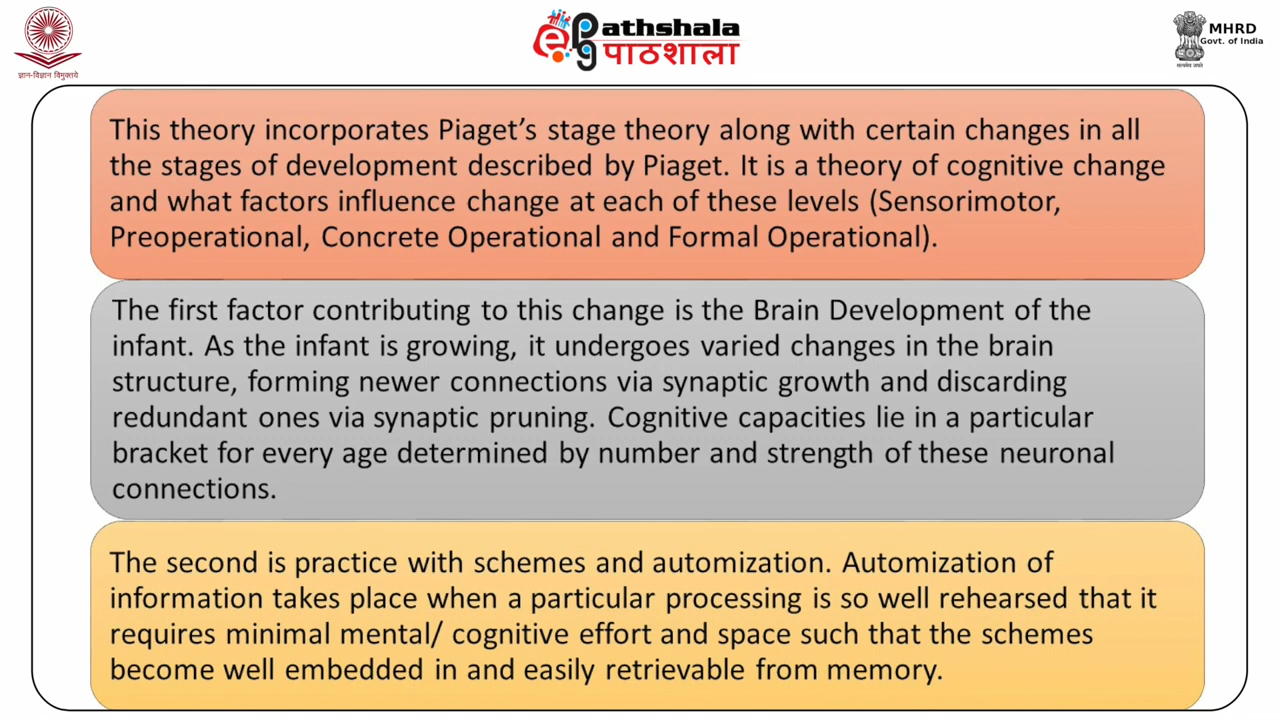 ज्ञान-विज्ञान विमुक्तये
epg
Pathshala
पाठशाला
MHRD
Govt. of India
सत्यमेव जयते
This theory incorporates Piaget’s stage theory along with certain changes in all
the stages of development described by Piaget. It is a theory of cognitive change
and what factors influence change at each of these levels (Sensorimotor,
Preoperational, Concrete Operational and Formal Operational).
The first factor contributing to this change is the Brain Development of the
infant. As the infant is growing, it undergoes varied changes in the brain
structure, forming newer connections via synaptic growth and discarding
redundant ones via synaptic pruning. Cognitive capacities lie in a particular
bracket for every age determined by number and strength of these neuronal
connections.
The second is practice with schemes and automization. Automization of
information takes place when a particular processing is so well rehearsed that it
requires minimal mental/ cognitive effort and space such that the schemes
become well embedded in and easily retrievable from memory.